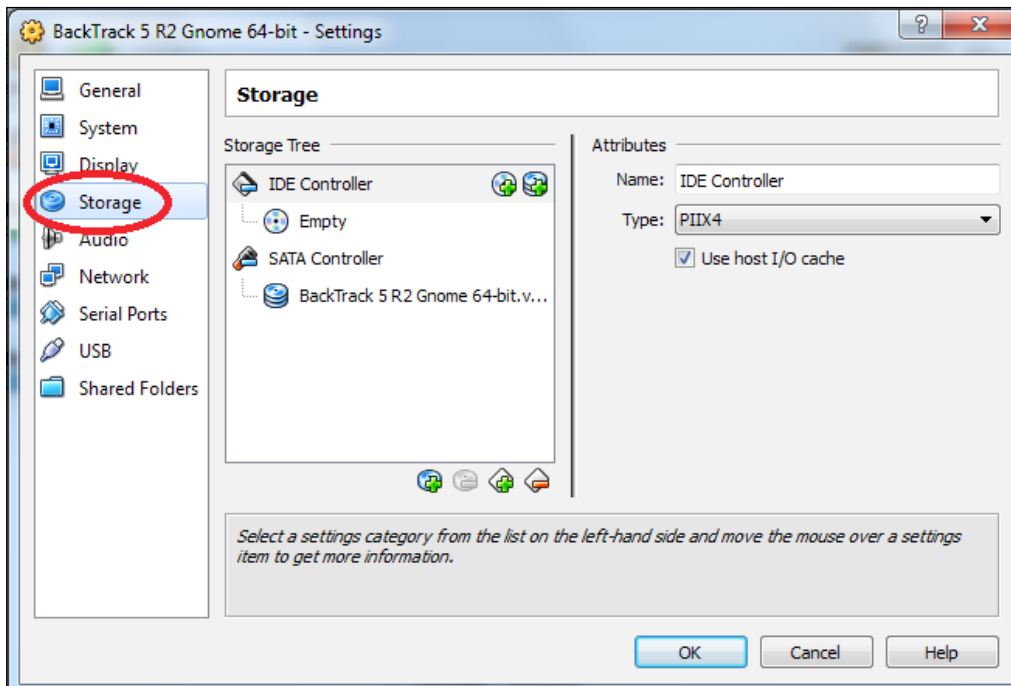 BackTrack 5 R2 Gnome 64-bit - Settings
General
System
Display
Storage
Audio
Network
Serial Ports
USB
Shared Folders
Storage
Storage Tree
IDE Controller
Empty
SATA Controller
BackTrack 5 R2 Gnome 64-bit.v...
Attributes
Name: IDE Controller
Type: PIIX4
Use host I/O cache
Select a settings category from the list on the left-hand side and move the mouse over a settings
item to get more information.
OK Cancel Help